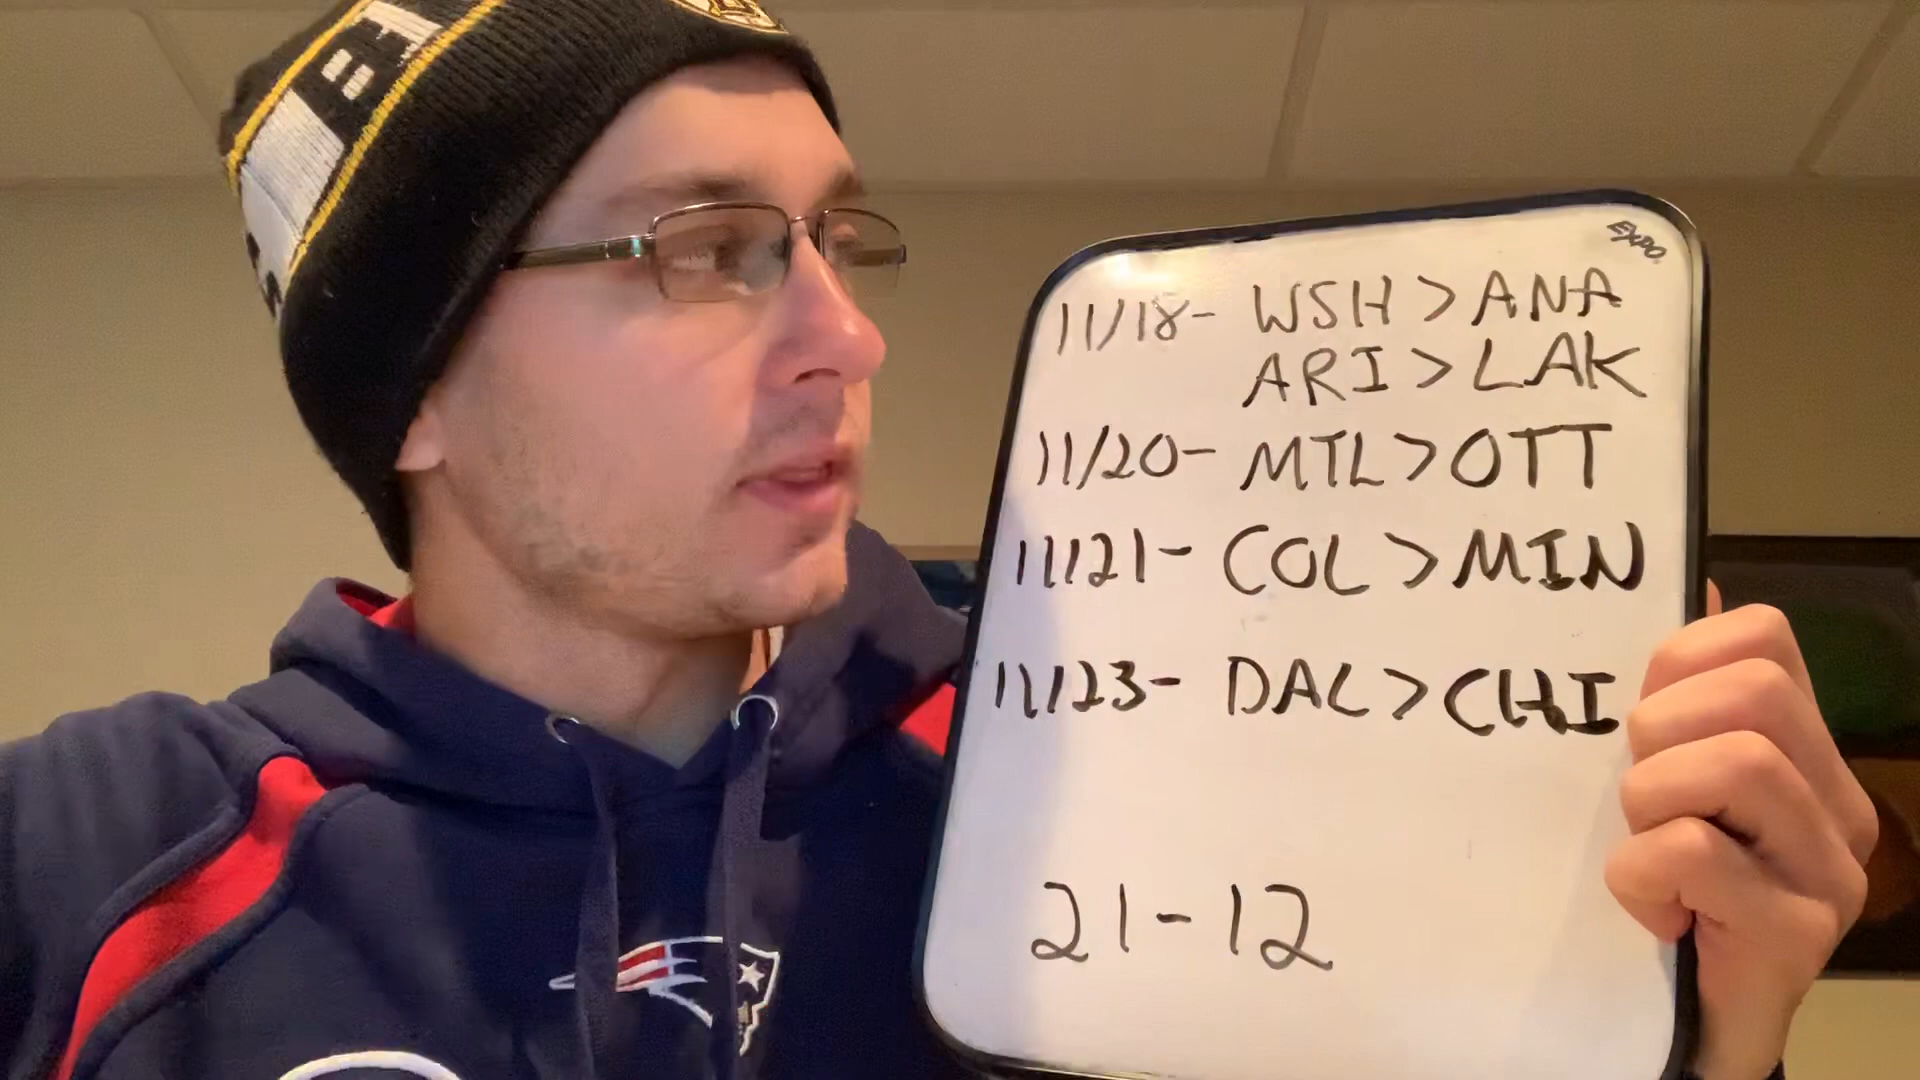 EXPO
11/18- WSH > ANA
ARI > LAK
11/20- MTL > OTT
11/21- COL > MIN
11/23- DAL > CHI
21-12